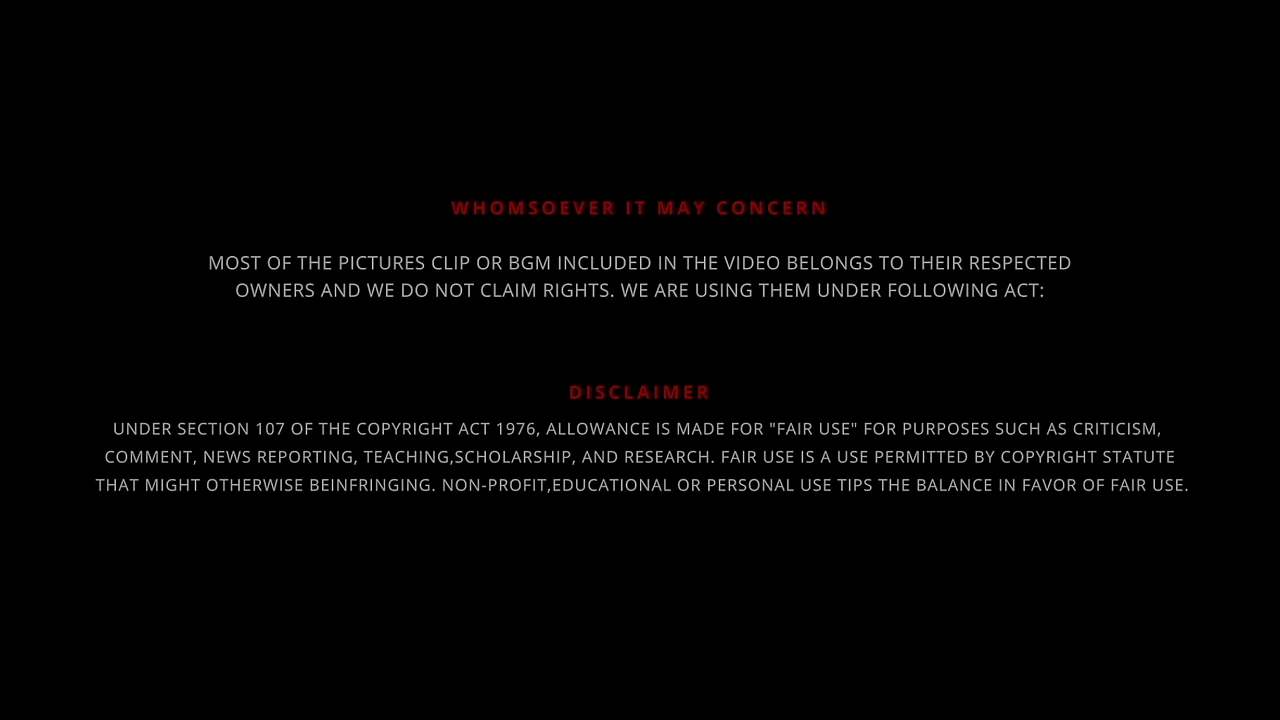 WHOMSOEVER IT MAY CONCERN
MOST OF THE PICTURES CLIP OR BGM INCLUDED IN THE VIDEO BELONGS TO THEIR RESPECTED
OWNERS AND WE DO NOT CLAIM RIGHTS. WE ARE USING THEM UNDER FOLLOWING ACT:
DISCLAIMER
UNDER SECTION 107 OF THE COPYRIGHT ACT 1976, ALLOWANCE IS MADE FOR "FAIR USE" FOR PURPOSES SUCH AS CRITICISM,
COMMENT, NEWS REPORTING, TEACHING,SCHOLARSHIP, AND RESEARCH. FAIR USE IS A USE PERMITTED BY COPYRIGHT STATUTE
THAT MIGHT OTHERWISE BEINFRINGING. NON-PROFIT,EDUCATIONAL OR PERSONAL USE TIPS THE BALANCE IN FAVOR OF FAIR USE.